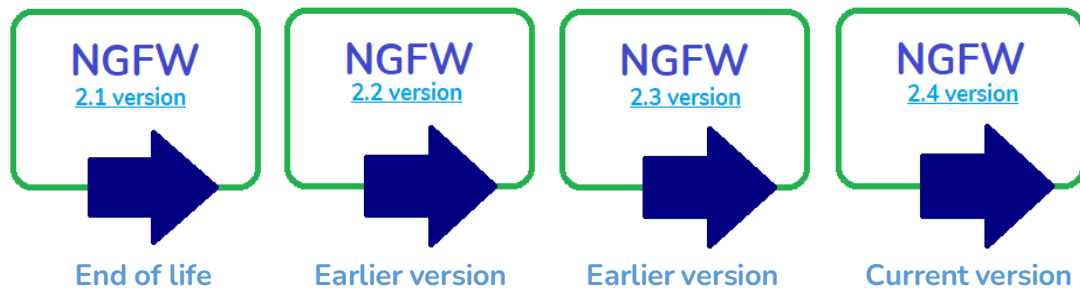 NGFW
2.1 version
End of life
NGFW
2.2 version
Earlier version
NGFW
2.3 version
Earlier version
NGFW
2.4 version
Current version